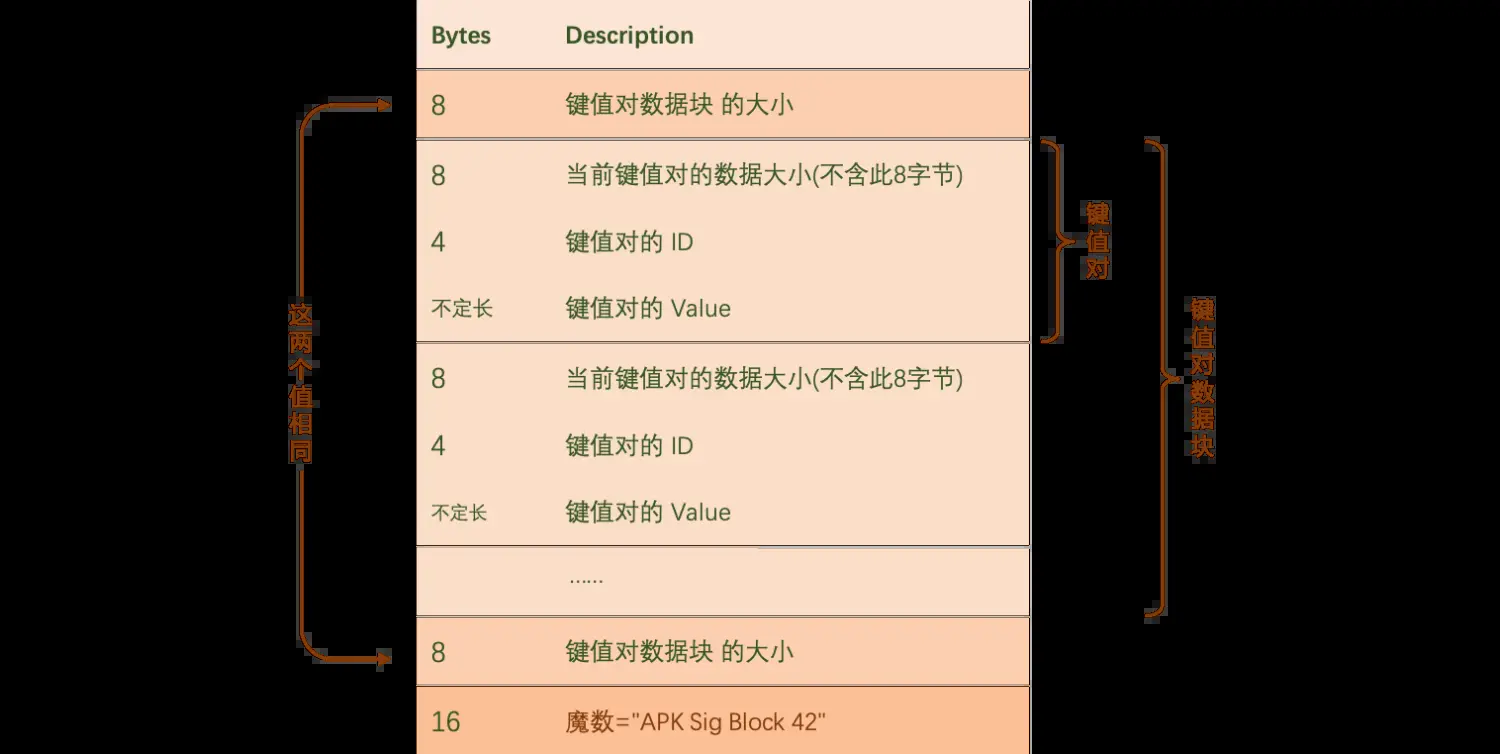 Bytes Description
8 键值对数据块 的大小
8 当前键值对的数据大小(不含此8字节)
4 键值对的 ID
不定长 键值对的 Value
8 当前键值对的数据大小(不含此8字节)
4 键值对的 ID
不定长 键值对的 Value
……
8 键值对数据块 的大小
16 魔数="APK Sig Block 42"
这两个值相同
键值对
键值对数据块